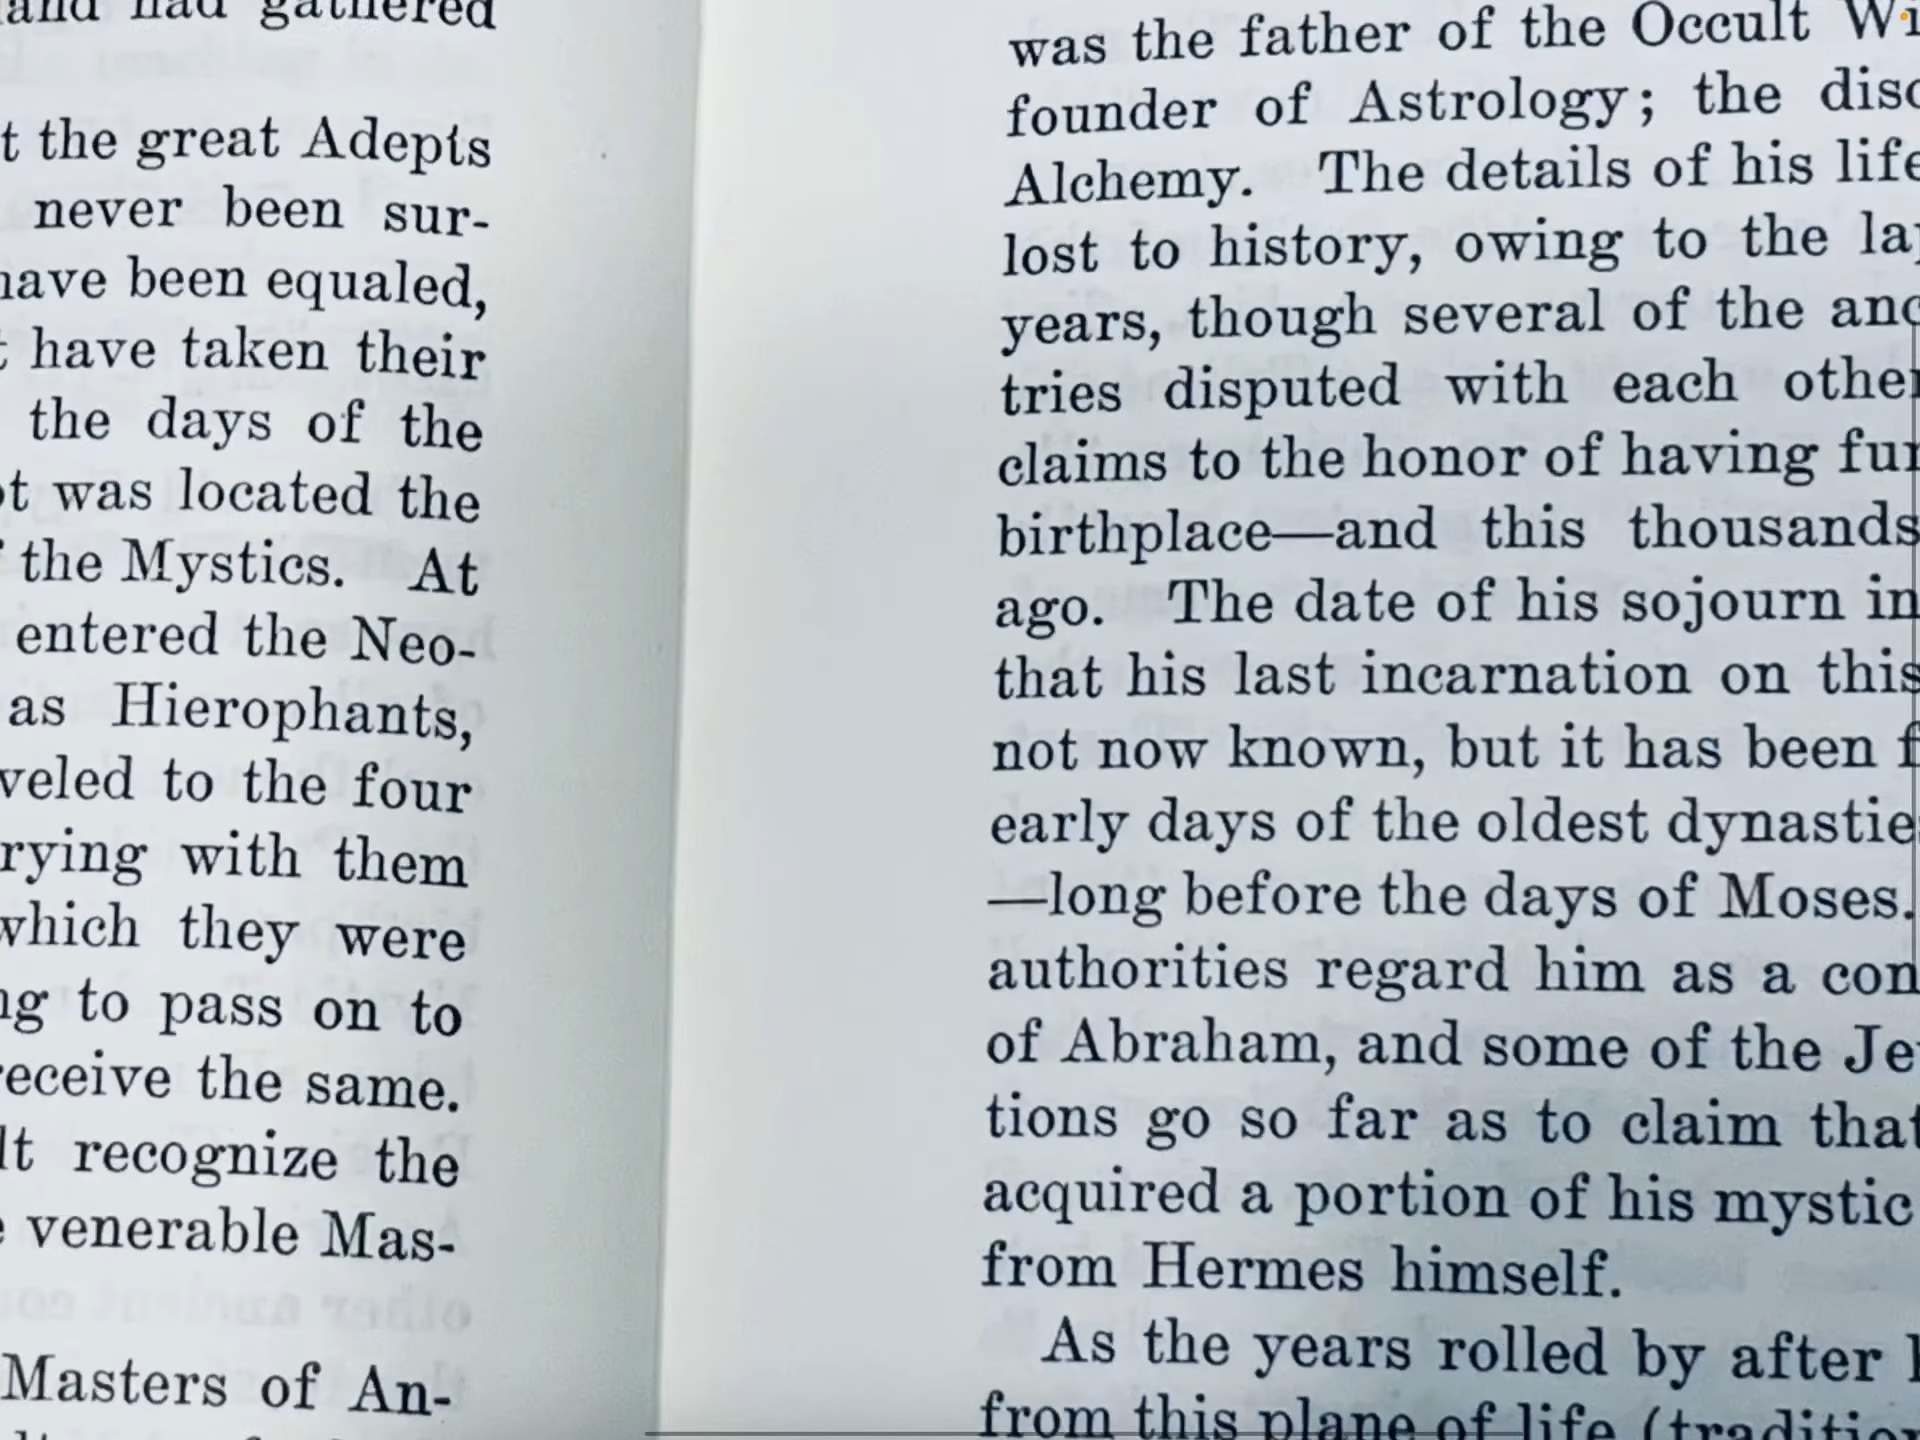 had gathered
the great Adepts
never been sur-
been equaled,
have taken their
the days of the
was located the
the Mystics. At
entered the Neo-
as Hierophants,
to the four
with them
they were
to pass on to
the same.
recognize the
venerable Mas-
Masters of An-
was the father of the Occult
founder of Astrology; the
Alchemy. The details of his life
lost to history, owing to the
years, though several of the
tries disputed with each other
claims to the honor of having
birthplace—and this thousands
ago. The date of his sojourn in
that his last incarnation on this
not now known, but it has been
early days of the oldest
—long before the days of Moses.
authorities regard him as a
of Abraham, and some of the
tions go so far as to claim that
acquired a portion of his mystic
from Hermes himself.
As the years rolled by after
from this plane of life